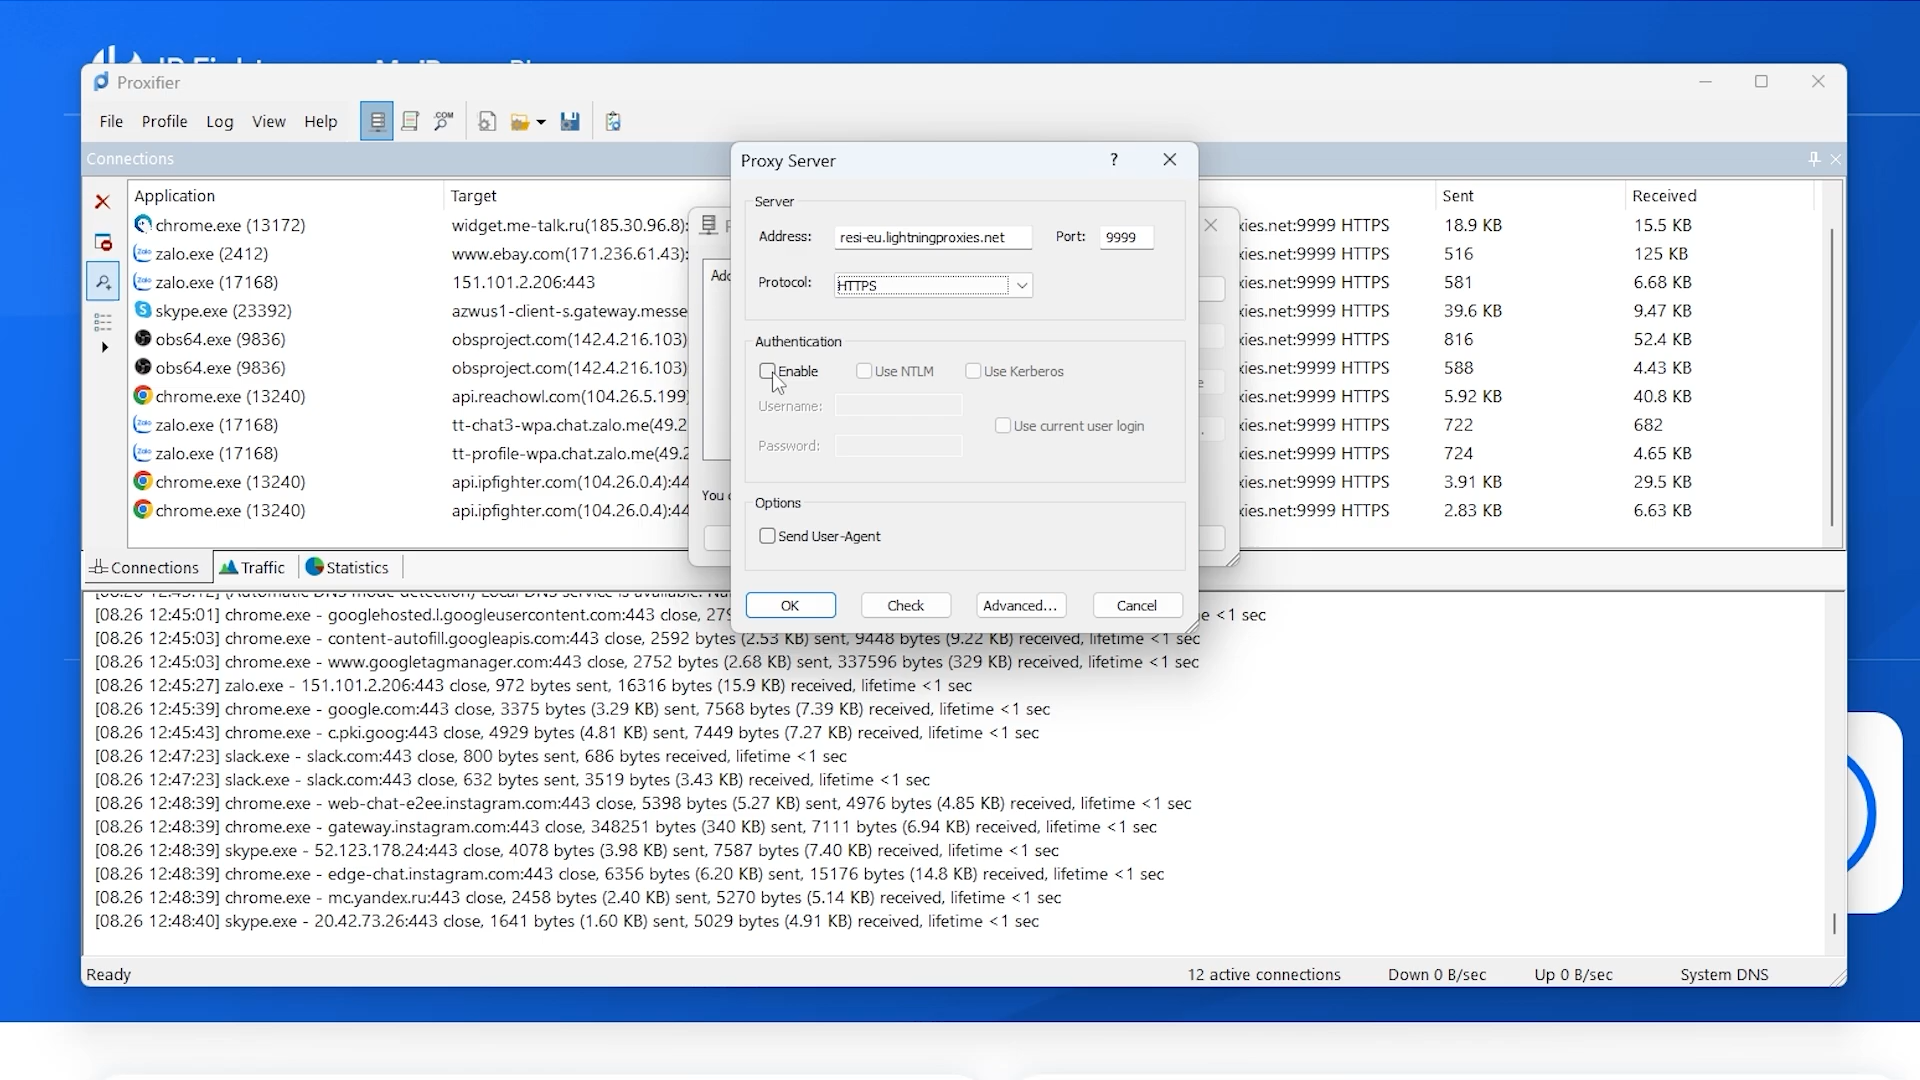 Proxifier
File Profile Log View Help
Connections
Application Target Sent Received
chrome.exe (13172) widget.me-talk.ru(185.30.96.8): xies.net:9999 HTTPS 18.9 KB 15.5 KB
zalo.exe (2412) www.ebay.com(171.236.61.43): xies.net:9999 HTTPS 516 125 KB
zalo.exe (17168) 151.101.2.206:443 xies.net:9999 HTTPS 581 6.68 KB
skype.exe (23392) azwus1-client-s.gateway.messe xies.net:9999 HTTPS 39.6 KB 9.47 KB
obs64.exe (9836) obsproject.com(142.4.216.103) xies.net:9999 HTTPS 816 52.4 KB
obs64.exe (9836) obsproject.com(142.4.216.103) xies.net:9999 HTTPS 588 4.43 KB
chrome.exe (13240) api.reachowl.com(104.26.5.199) xies.net:9999 HTTPS 5.92 KB 40.8 KB
zalo.exe (17168) tt-chat3-wpa.chat.zalo.me(49.2 xies.net:9999 HTTPS 722 682
zalo.exe (17168) tt-profile-wpa.chat.zalo.me(49.2 xies.net:9999 HTTPS 724 4.65 KB
chrome.exe (13240) api.ipfighter.com(104.26.0.4):44 xies.net:9999 HTTPS 3.91 KB 29.5 KB
chrome.exe (13240) api.ipfighter.com(104.26.0.4):44 xies.net:9999 HTTPS 2.83 KB 6.63 KB
You
Proxy Server ?
Server
Address: resi-eu.lightningproxies.net Port: 9999
Protocol: HTTPS
Authentication
Enable Use NTLM Use Kerberos
Username:
Use current user login
Password:
Options
Send User-Agent
OK Check Advanced... Cancel
Connections Traffic Statistics
[08.26 12:45:01] chrome.exe - googlehosted.l.googleusercontent.com:443 close, 279 e <1 sec
[08.26 12:45:03] chrome.exe - content-autofill.googleapis.com:443 close, 2592 bytes (2.53 KB) sent, 9448 bytes (9.22 KB) received, lifetime <1 sec
[08.26 12:45:03] chrome.exe - www.googletagmanager.com:443 close, 2752 bytes (2.68 KB) sent, 337596 bytes (329 KB) received, lifetime <1 sec
[08.26 12:45:27] zalo.exe - 151.101.2.206:443 close, 972 bytes sent, 16316 bytes (15.9 KB) received, lifetime <1 sec
[08.26 12:45:39] chrome.exe - google.com:443 close, 3375 bytes (3.29 KB) sent, 7568 bytes (7.39 KB) received, lifetime <1 sec
[08.26 12:45:43] chrome.exe - c.pki.goog:443 close, 4929 bytes (4.81 KB) sent, 7449 bytes (7.27 KB) received, lifetime <1 sec
[08.26 12:47:23] slack.exe - slack.com:443 close, 800 bytes sent, 686 bytes received, lifetime <1 sec
[08.26 12:47:23] slack.exe - slack.com:443 close, 632 bytes sent, 3519 bytes (3.43 KB) received, lifetime <1 sec
[08.26 12:48:39] chrome.exe - web-chat-e2ee.instagram.com:443 close, 5398 bytes (5.27 KB) sent, 4976 bytes (4.85 KB) received, lifetime <1 sec
[08.26 12:48:39] chrome.exe - gateway.instagram.com:443 close, 348251 bytes (340 KB) sent, 7111 bytes (6.94 KB) received, lifetime <1 sec
[08.26 12:48:39] skype.exe - 52.123.178.24:443 close, 4078 bytes (3.98 KB) sent, 7587 bytes (7.40 KB) received, lifetime <1 sec
[08.26 12:48:39] chrome.exe - edge-chat.instagram.com:443 close, 6356 bytes (6.20 KB) sent, 15176 bytes (14.8 KB) received, lifetime <1 sec
[08.26 12:48:39] chrome.exe - mc.yandex.ru:443 close, 2458 bytes (2.40 KB) sent, 5270 bytes (5.14 KB) received, lifetime <1 sec
[08.26 12:48:40] skype.exe - 20.42.73.26:443 close, 1641 bytes (1.60 KB) sent, 5029 bytes (4.91 KB) received, lifetime <1 sec
Ready 12 active connections Down 0 B/sec Up 0 B/sec System DNS